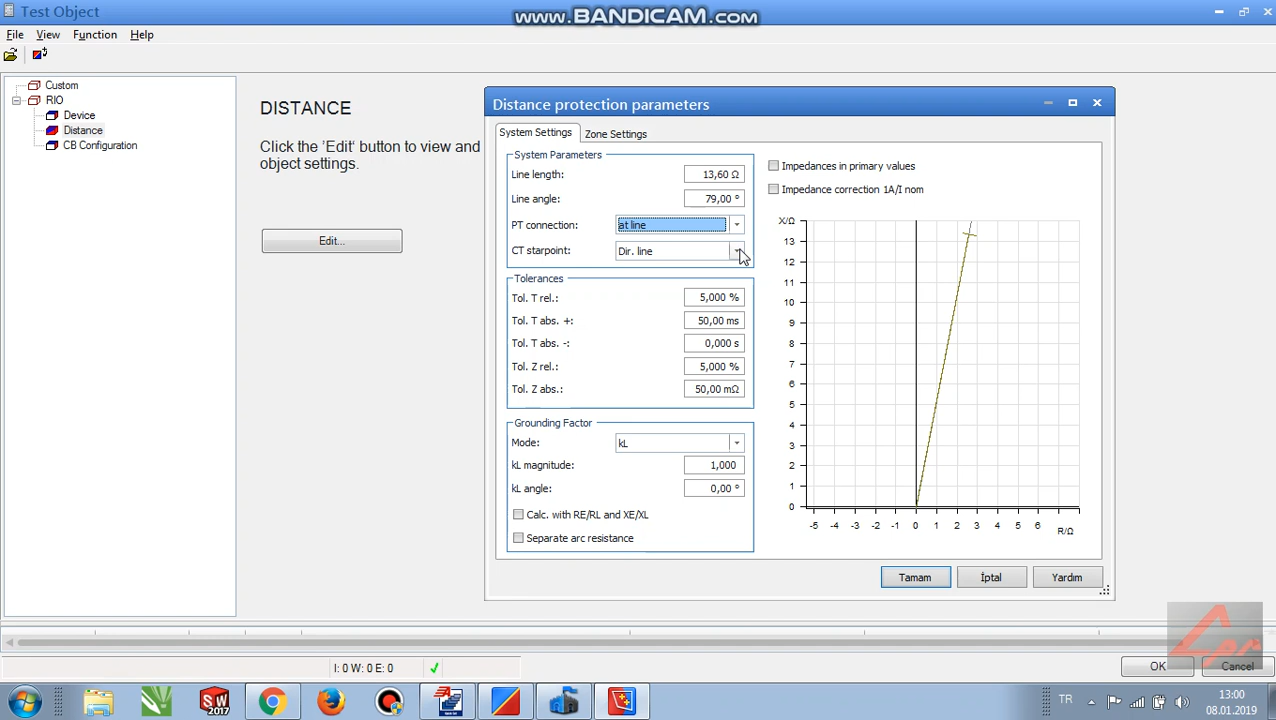 Test Object
www.BANDICAM.com
File View Function Help
Custom
RIO
Device
Distance
CB Configuration
DISTANCE
Click the 'Edit' button to view and
object settings.
Edit...
Distance protection parameters
System Settings Zone Settings
System Parameters
Line length: 13,60 Ω
Line angle: 79,00 °
PT connection: at line
CT starpoint: Dir. line
Tolerances
Tol. T rel.: 5,000 %
Tol. T abs. +: 50,00 ms
Tol. T abs. -: 0,000 s
Tol. Z rel.: 5,000 %
Tol. Z abs.: 50,00 mΩ
Grounding Factor
Mode: kL
kL magnitude: 1,000
kL angle: 0,00 °
Calc. with RE/RL and XE/XL
Separate arc resistance
Impedances in primary values
Impedance correction 1A/I nom
X/Ω
13
12
11
10
9
8
7
6
5
4
3
2
1
0
-5 -4 -3 -2 -1 0 1 2 3 4 5 6
R/Ω
Tamam İptal Yardım
I: 0 W: 0 E: 0
OK Cancel
SW
2017
TR
13:00
08.01.2019